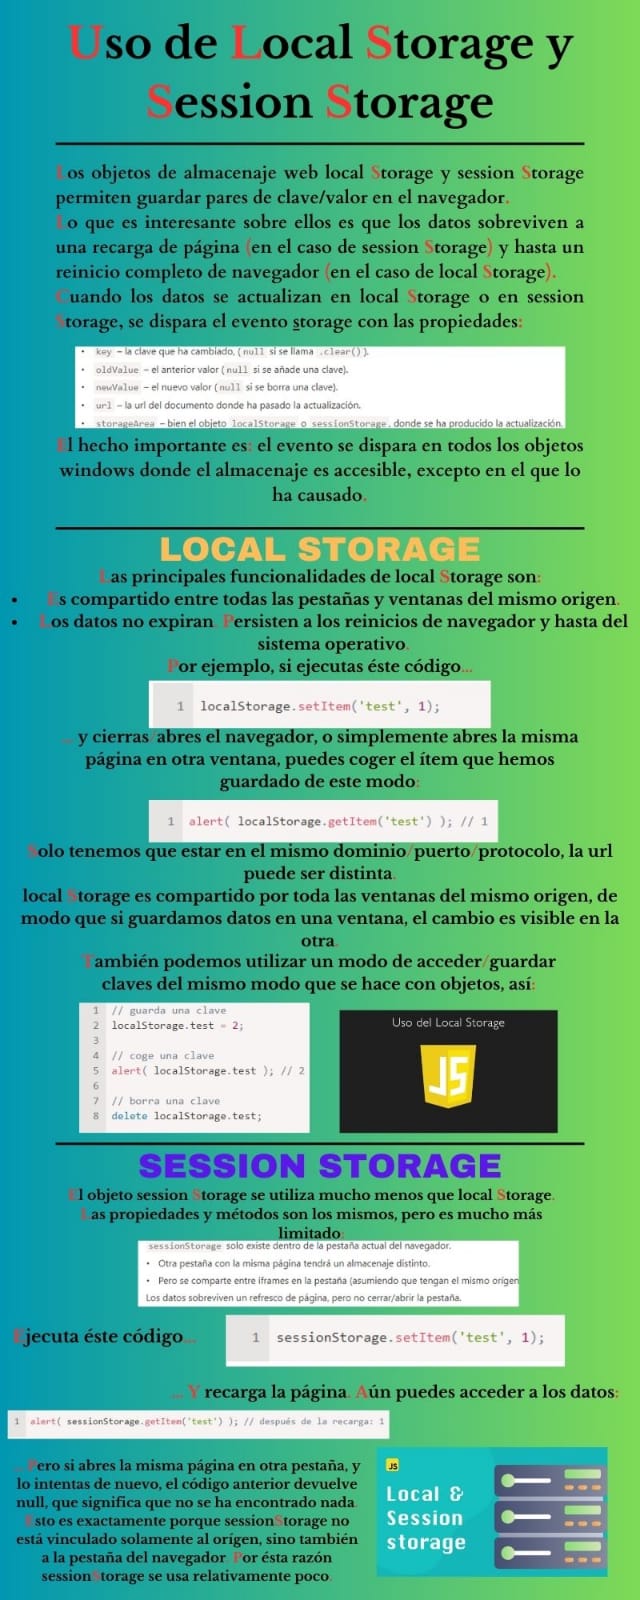 Uso de Local Storage y
Session Storage
Los objetos de almacenaje web local Storage y session Storage
permiten guardar pares de clave/valor en el navegador.
Lo que es interesante sobre ellos es que los datos sobreviven a
una recarga de página (en el caso de session Storage) y hasta un
reinicio completo de navegador (en el caso de local Storage).
Cuando los datos se actualizan en local Storage o en session
Storage, se dispara el evento storage con las propiedades:
• key – la clave que ha cambiado, ( null si se llama .clear() ).
• oldValue – el anterior valor ( null si se añade una clave).
• newValue – el nuevo valor ( null si se borra una clave).
• url – la url del documento donde ha pasado la actualización.
• storageArea – bien el objeto localStorage o sessionStorage , donde se ha producido la actualización.
El hecho importante es: el evento se dispara en todos los objetos
windows donde el almacenaje es accesible, excepto en el que lo
ha causado.
LOCAL STORAGE
Las principales funcionalidades de local Storage son:
• Es compartido entre todas las pestañas y ventanas del mismo origen.
• Los datos no expiran. Persisten a los reinicios de navegador y hasta del
sistema operativo.
Por ejemplo, si ejecutas éste código...
1 localStorage.setItem('test', 1);
... y cierras/abres el navegador, o simplemente abres la misma
página en otra ventana, puedes coger el ítem que hemos
guardado de este modo:
1 alert( localStorage.getItem('test') ); // 1
Solo tenemos que estar en el mismo dominio/puerto/protocolo, la url
puede ser distinta.
local Storage es compartido por toda las ventanas del mismo origen, de
modo que si guardamos datos en una ventana, el cambio es visible en la
otra.
También podemos utilizar un modo de acceder/guardar
claves del mismo modo que se hace con objetos, así:
1 // guarda una clave
2 localStorage.test = 2;
3
4 // coge una clave
5 alert( localStorage.test ); // 2
6
7 // borra una clave
8 delete localStorage.test;
Uso del Local Storage
JS
SESSION STORAGE
El objeto session Storage se utiliza mucho menos que local Storage.
Las propiedades y métodos son los mismos, pero es mucho más
limitado:
sessionStorage solo existe dentro de la pestaña actual del navegador.
• Otra pestaña con la misma página tendrá un almacenaje distinto.
• Pero se comparte entre iframes en la pestaña (asumiendo que tengan el mismo origen
Los datos sobreviven un refresco de página, pero no cerrar/abrir la pestaña.
Ejecuta éste código...
1 sessionStorage.setItem('test', 1);
... Y recarga la página. Aún puedes acceder a los datos:
1 alert( sessionStorage.getItem('test') ); // después de la recarga: 1
... Pero si abres la misma página en otra pestaña, y
lo intentas de nuevo, el código anterior devuelve
null, que significa que no se ha encontrado nada.
Esto es exactamente porque sessionStorage no
está vinculado solamente al orígen, sino también
a la pestaña del navegador. Por ésta razón
sessionStorage se usa relativamente poco.
JS
Local &
Session
storage